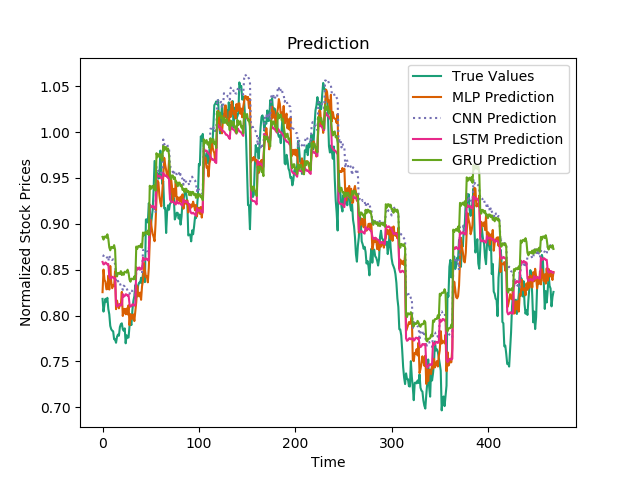 Prediction
True Values
MLP Prediction
CNN Prediction
LSTM Prediction
GRU Prediction
Normalized Stock Prices
1.05
1.00
0.95
0.90
0.85
0.80
0.75
0.70
0 100 200 300 400
Time